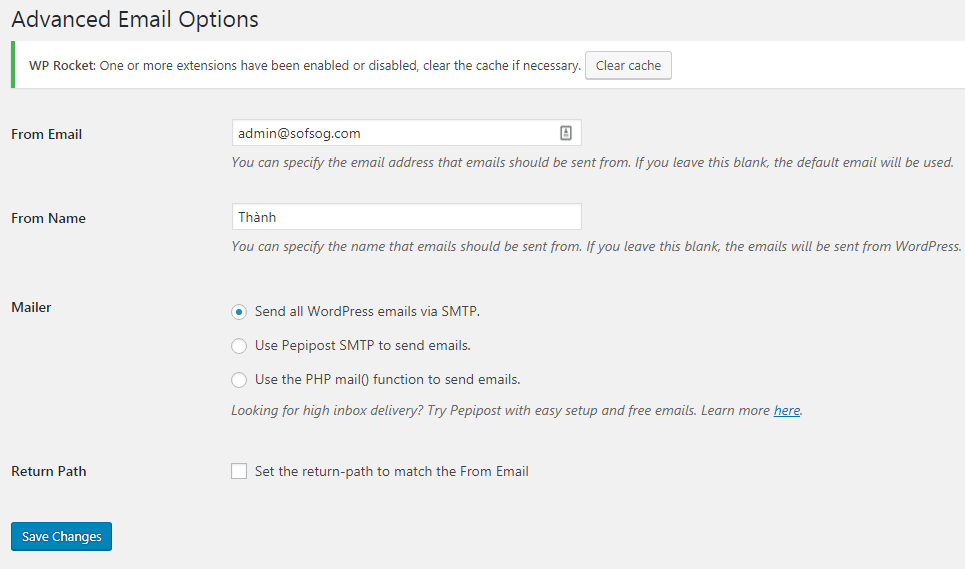 Advanced Email Options
WP Rocket: One or more extensions have been enabled or disabled, clear the cache if necessary. Clear cache
From Email admin@sofsog.com
You can specify the email address that emails should be sent from. If you leave this blank, the default email will be used.
From Name Thành
You can specify the name that emails should be sent from. If you leave this blank, the emails will be sent from WordPress.
Mailer Send all WordPress emails via SMTP.
Use Pepipost SMTP to send emails.
Use the PHP mail() function to send emails.
Looking for high inbox delivery? Try Pepipost with easy setup and free emails. Learn more here.
Return Path Set the return-path to match the From Email
Save Changes